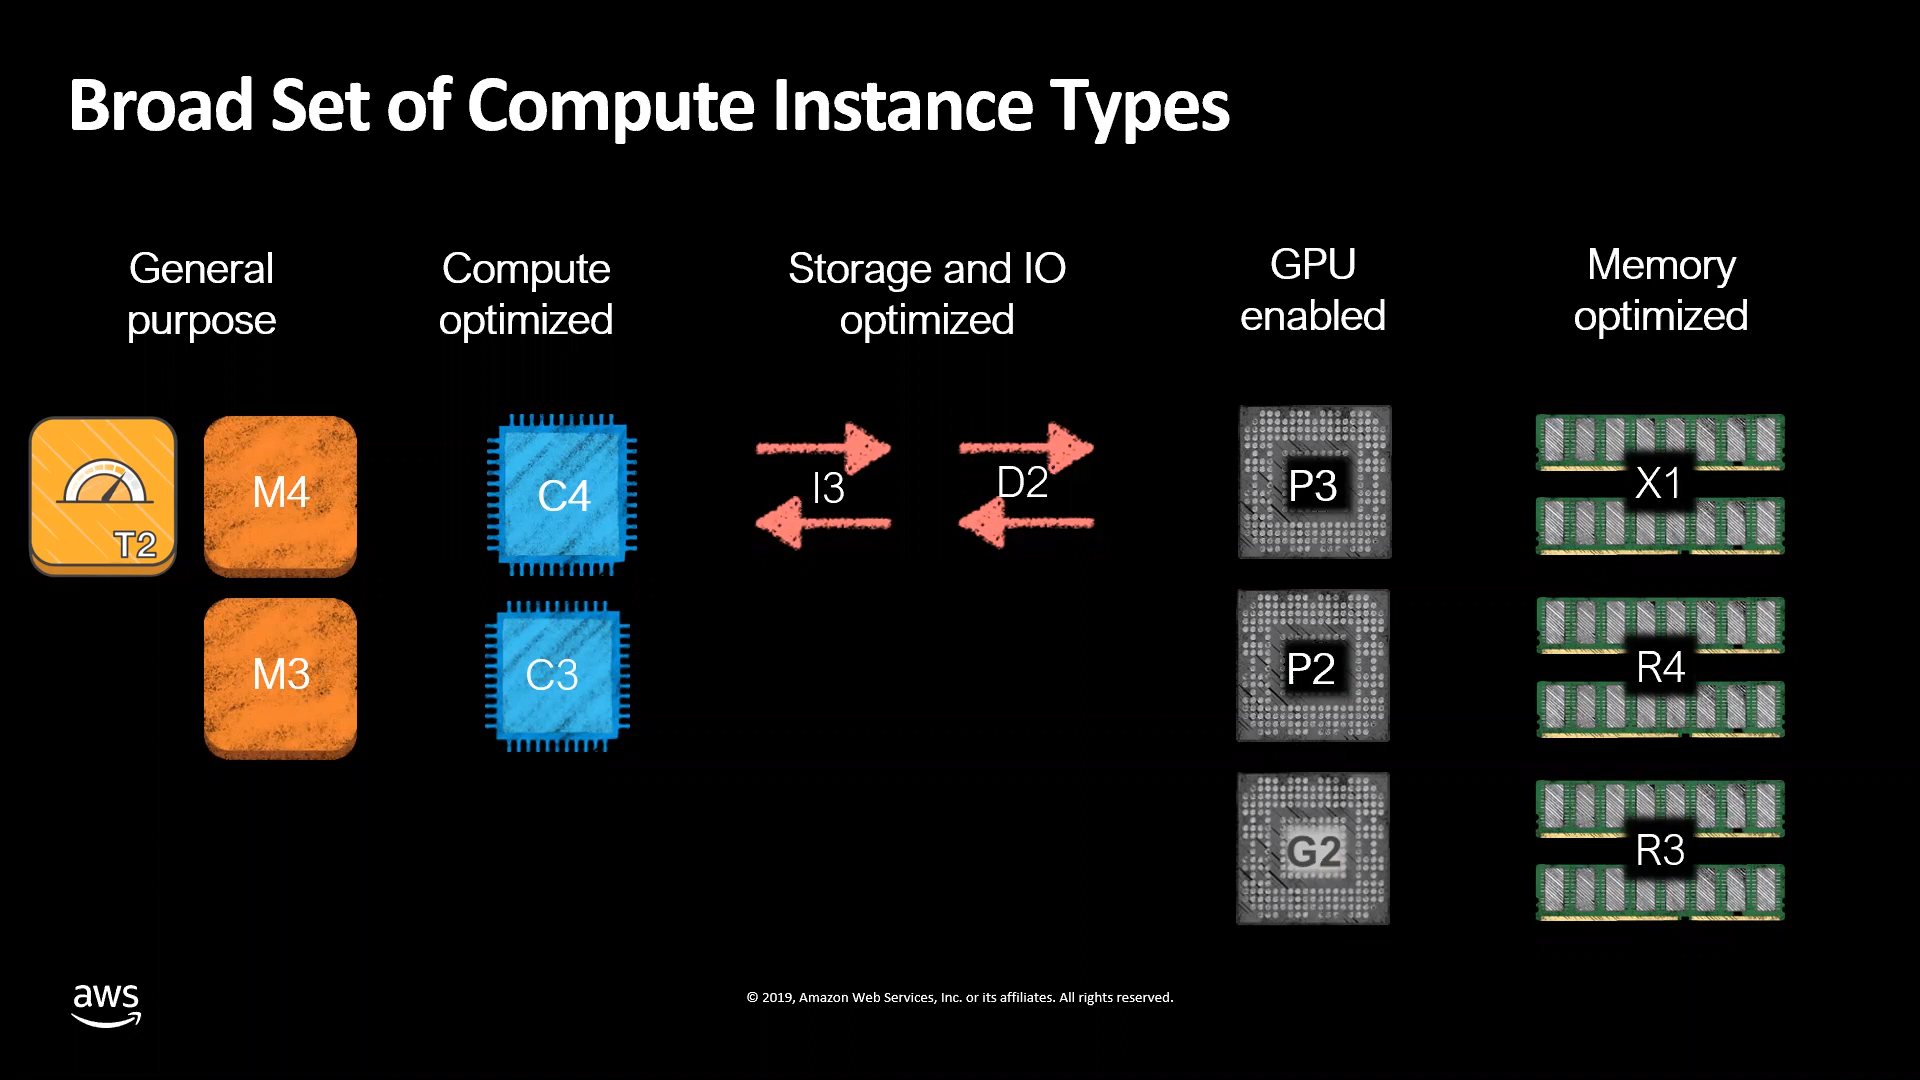 Broad Set of Compute Instance Types
General
purpose
Compute
optimized
Storage and IO
optimized
GPU
enabled
Memory
optimized
T2
M4
M3
C4
C3
I3
D2
P3
P2
G2
X1
R4
R3
aws
© 2019, Amazon Web Services, Inc. or its affiliates. All rights reserved.